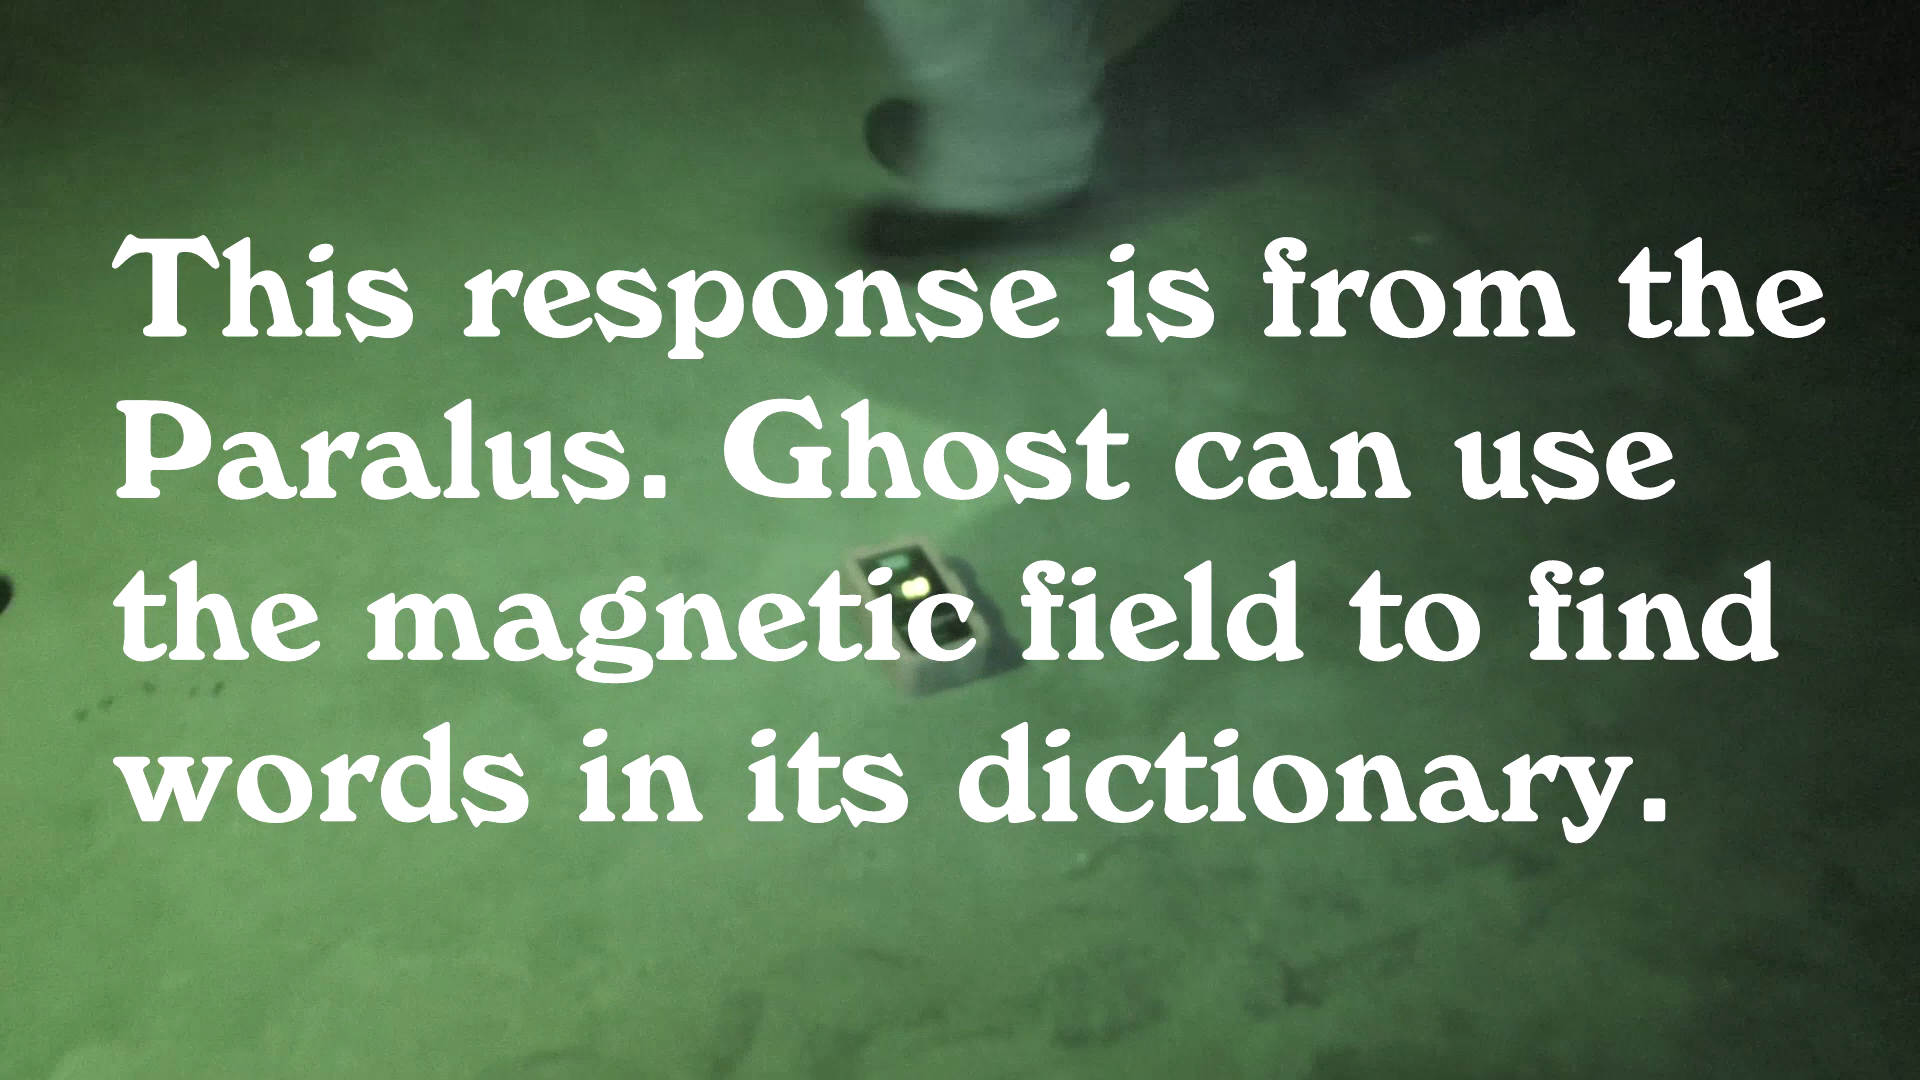 This response is from the
Paralus. Ghost can use
the magnetic field to find
words in its dictionary.